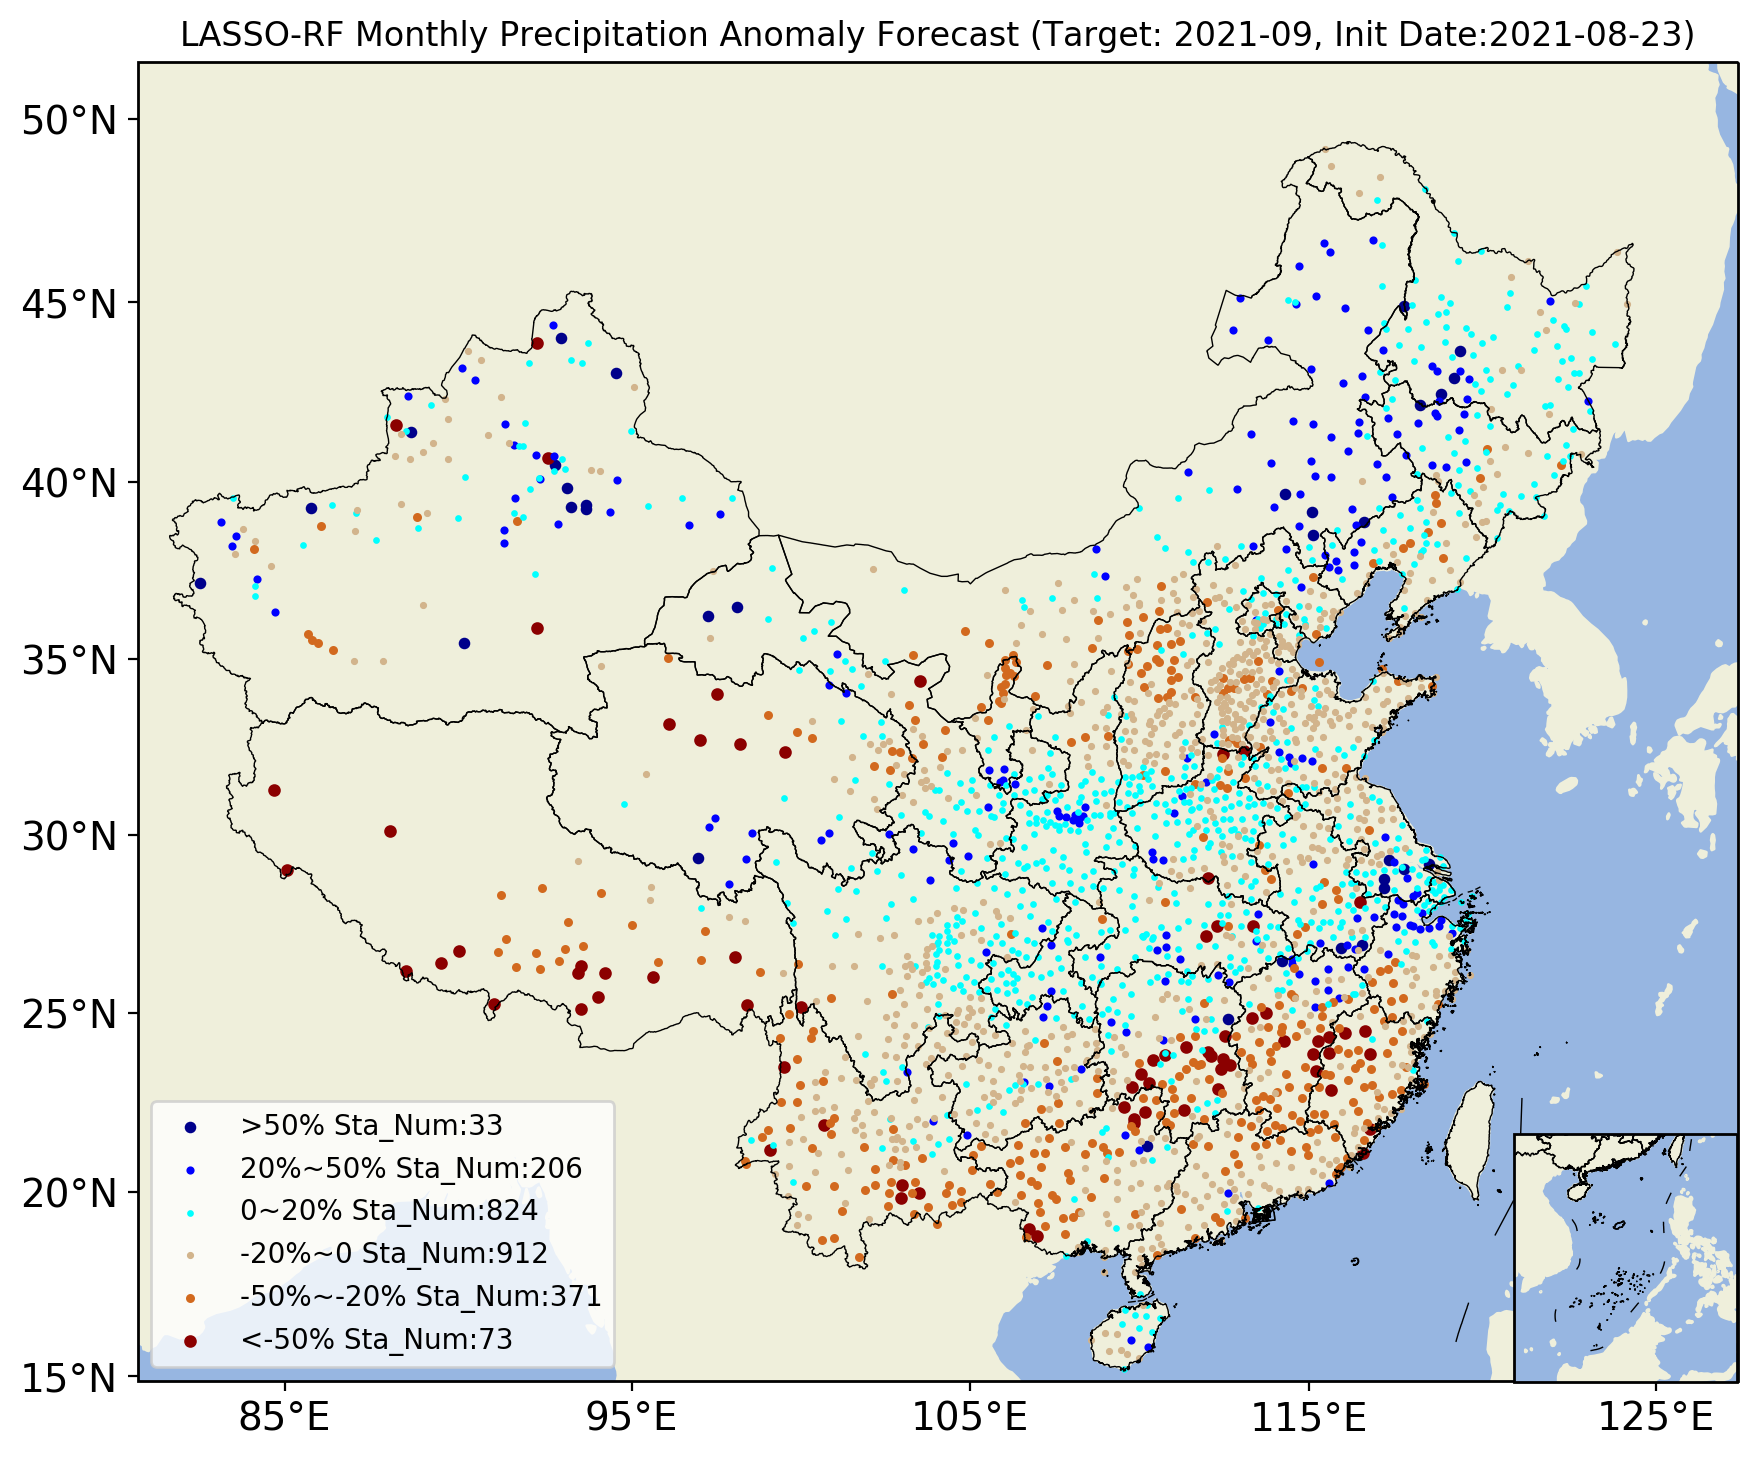 LASSO-RF Monthly Precipitation Anomaly Forecast (Target: 2021-09, Init Date:2021-08-23)
50°N
45°N
40°N
35°N
30°N
25°N
20°N
15°N
>50% Sta_Num:33
20%~50% Sta_Num:206
0~20% Sta_Num:824
-20%~0 Sta_Num:912
-50%~-20% Sta_Num:371
<-50% Sta_Num:73
85°E
95°E
105°E
115°E
125°E